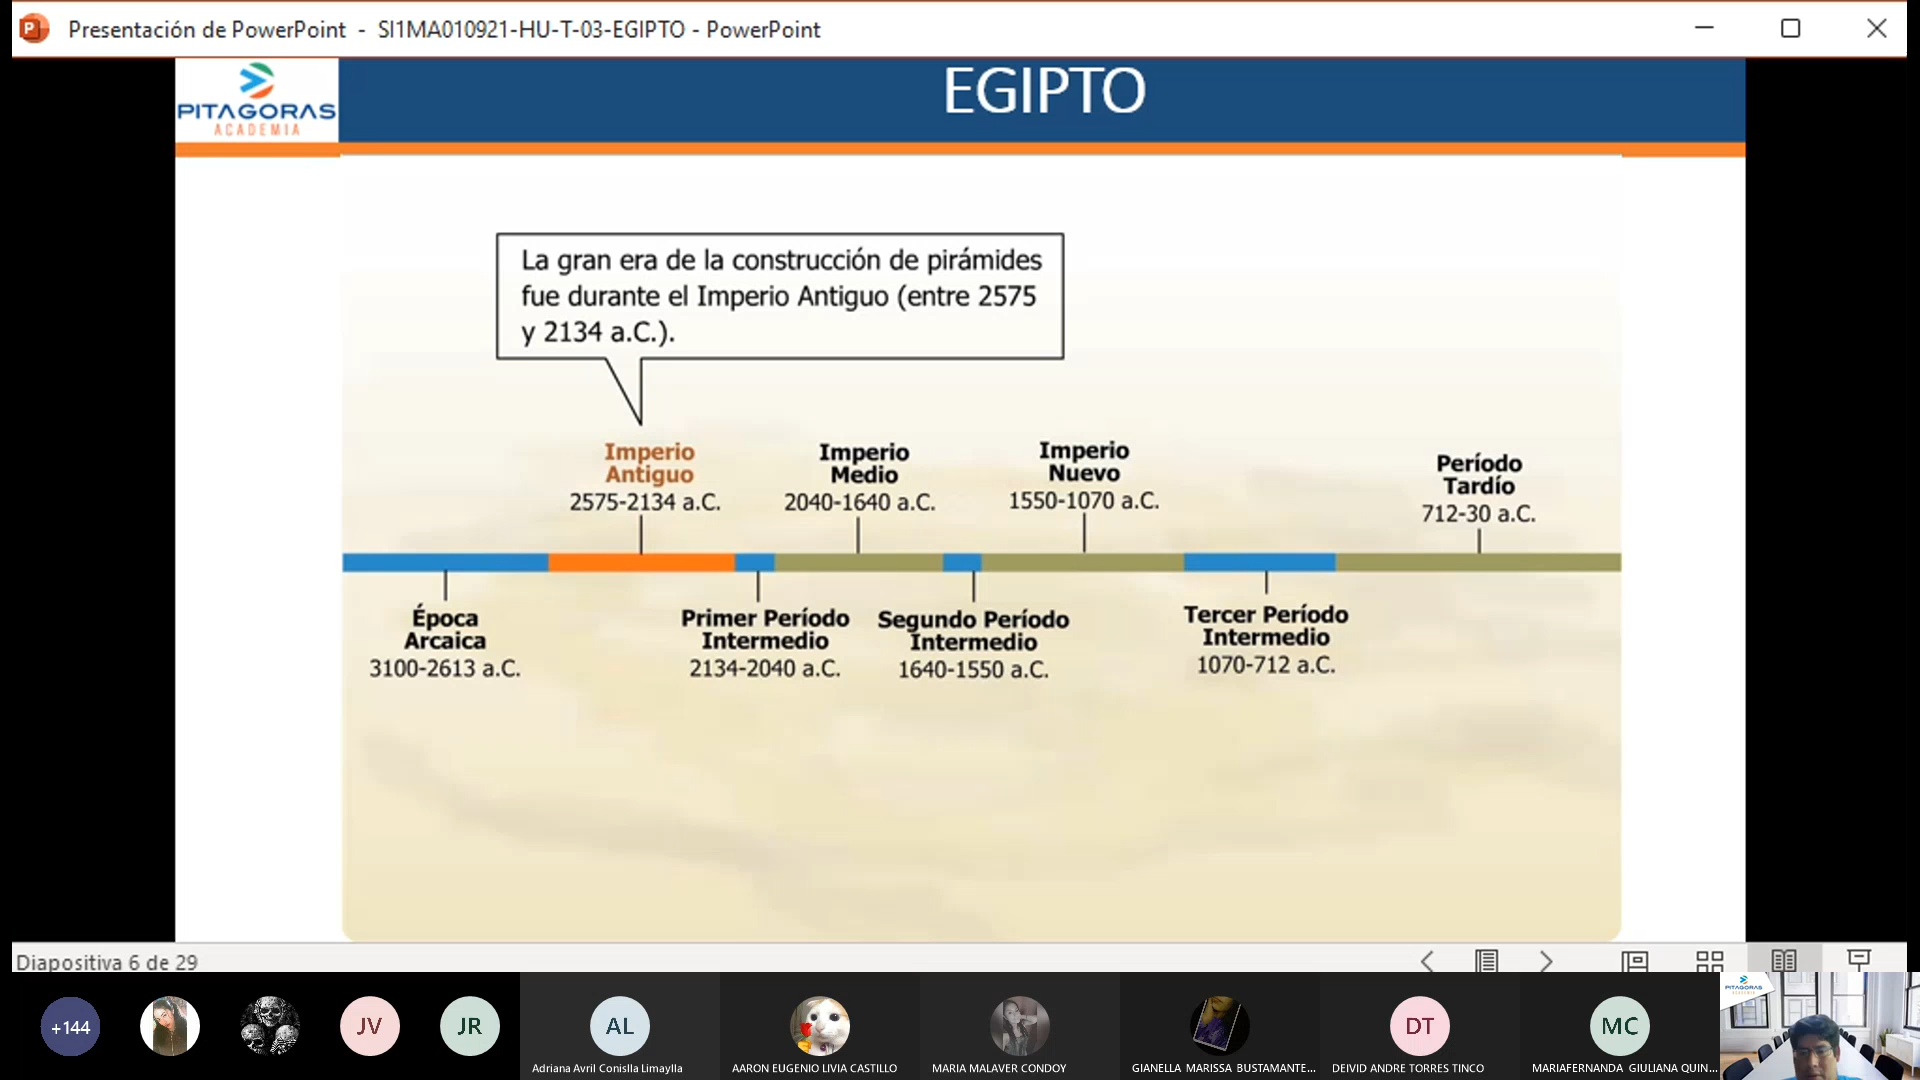 Presentación de PowerPoint - SI1MA010921-HU-T-03-EGIPTO - PowerPoint
PITAGORAS
ACADEMIA
EGIPTO
La gran era de la construcción de pirámides
fue durante el Imperio Antiguo (entre 2575
y 2134 a.C.).
Imperio
Antiguo
2575-2134 a.C.
Imperio
Medio
2040-1640 a.C.
Imperio
Nuevo
1550-1070 a.C.
Período
Tardío
712-30 a.C.
Época
Arcaica
3100-2613 a.C.
Primer Período
Intermedio
2134-2040 a.C.
Segundo Período
Intermedio
1640-1550 a.C.
Tercer Período
Intermedio
1070-712 a.C.
Diapositiva 6 de 29
+144
JV
JR
AL
Adriana Avril Conislla Limaylla
AARON EUGENIO LIVIA CASTILLO
MARIA MALAVER CONDOY
GIANELLA MARISSA BUSTAMANTE...
DT
DEIVID ANDRE TORRES TINCO
MC
MARIAFERNANDA GIULIANA QUIN...
PITAGORAS